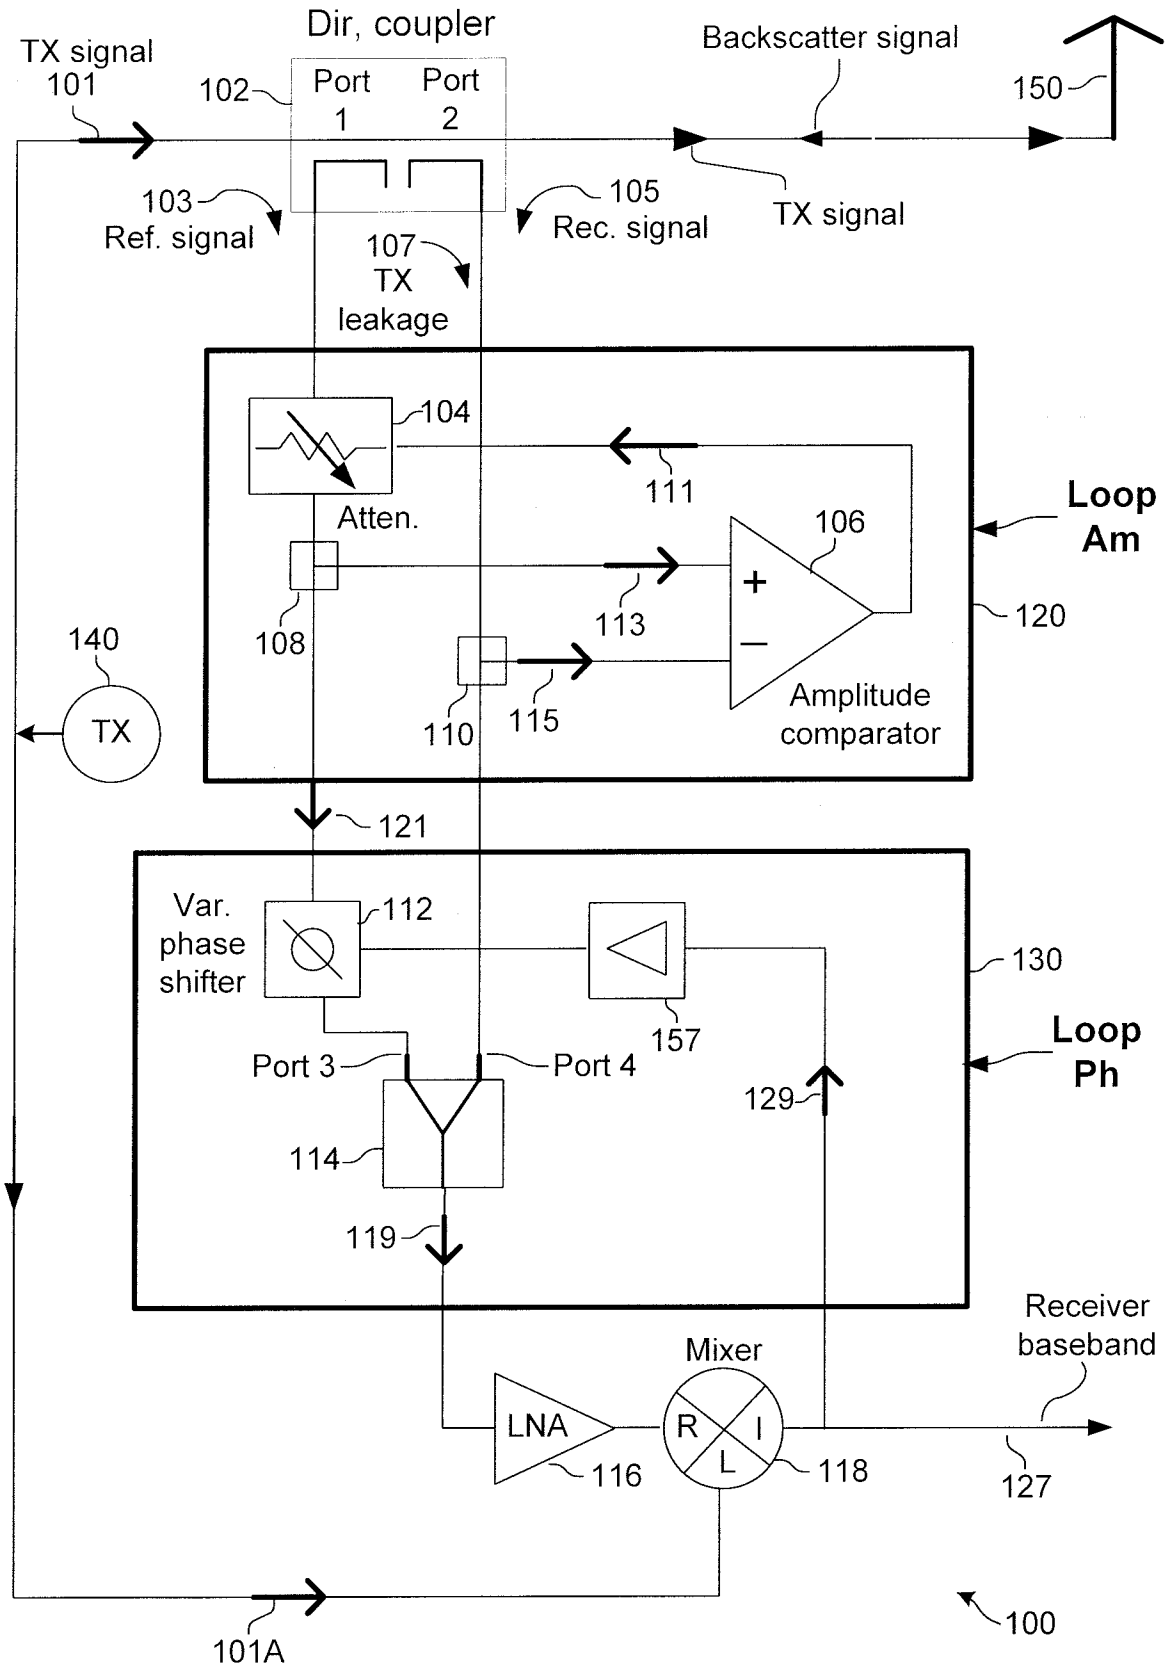 Dir, coupler
TX signal
101
102
Port
1
Port
2
Backscatter signal
150
TX signal
103
Ref. signal
105
Rec. signal
107
TX
leakage
104
111
Atten.
106
Loop
Am
113
120
108
+
−
110
115
Amplitude
comparator
140
TX
121
Var.
phase
shifter
112
157
130
Loop
Ph
Port 3
Port 4
129
114
119
Receiver
baseband
Mixer
LNA
R
I
L
116
118
127
101A
100